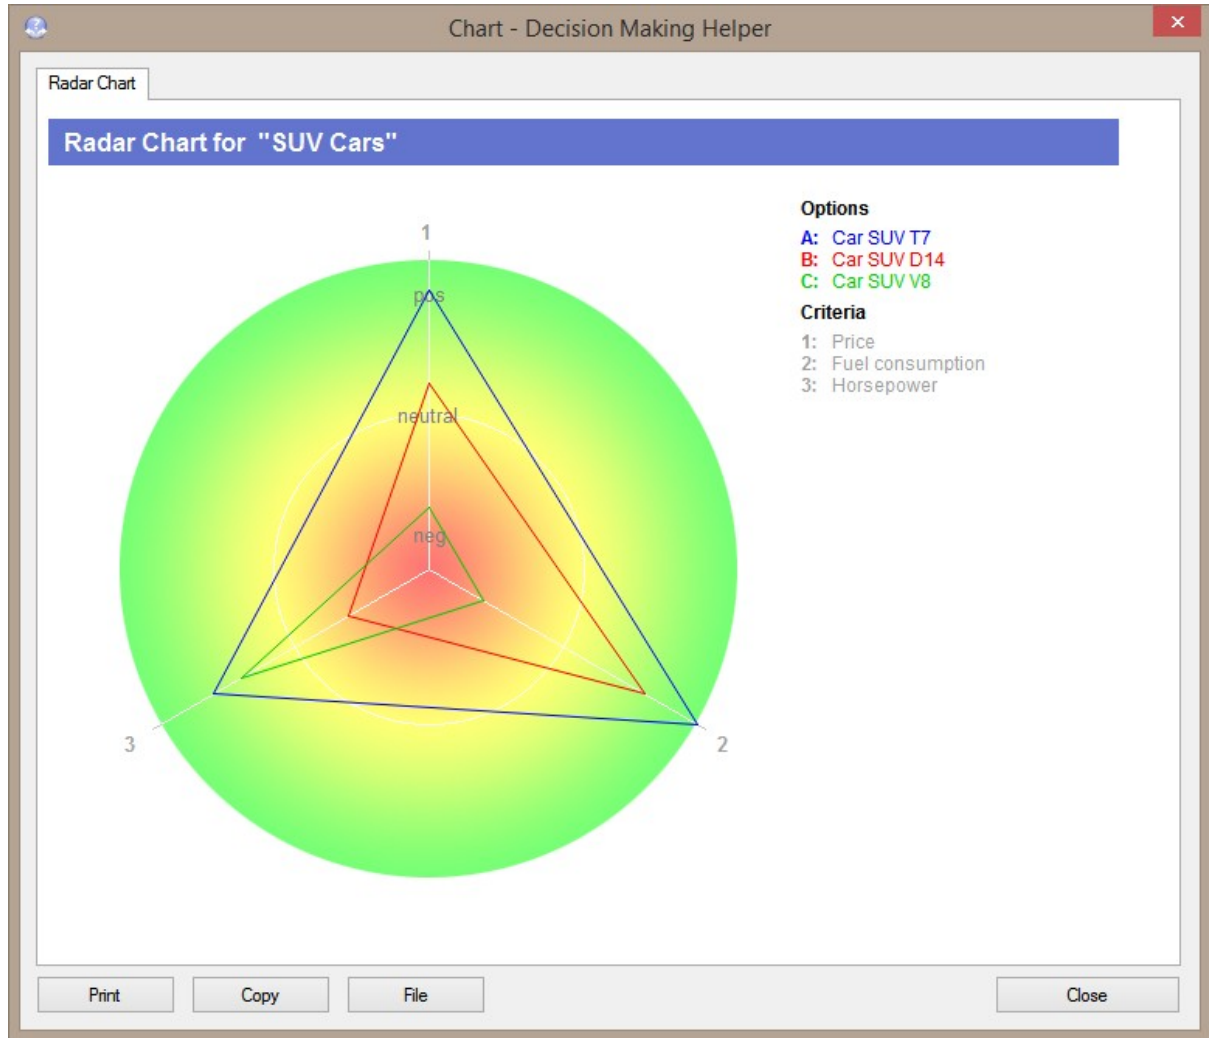 Chart - Decision Making Helper
Radar Chart
Radar Chart for "SUV Cars"
Options
A: Car SUV T7
B: Car SUV D14
C: Car SUV V8
Criteria
1: Price
2: Fuel consumption
3: Horsepower
1
pos
neutral
neg
3
2
Print
Copy
File
Close